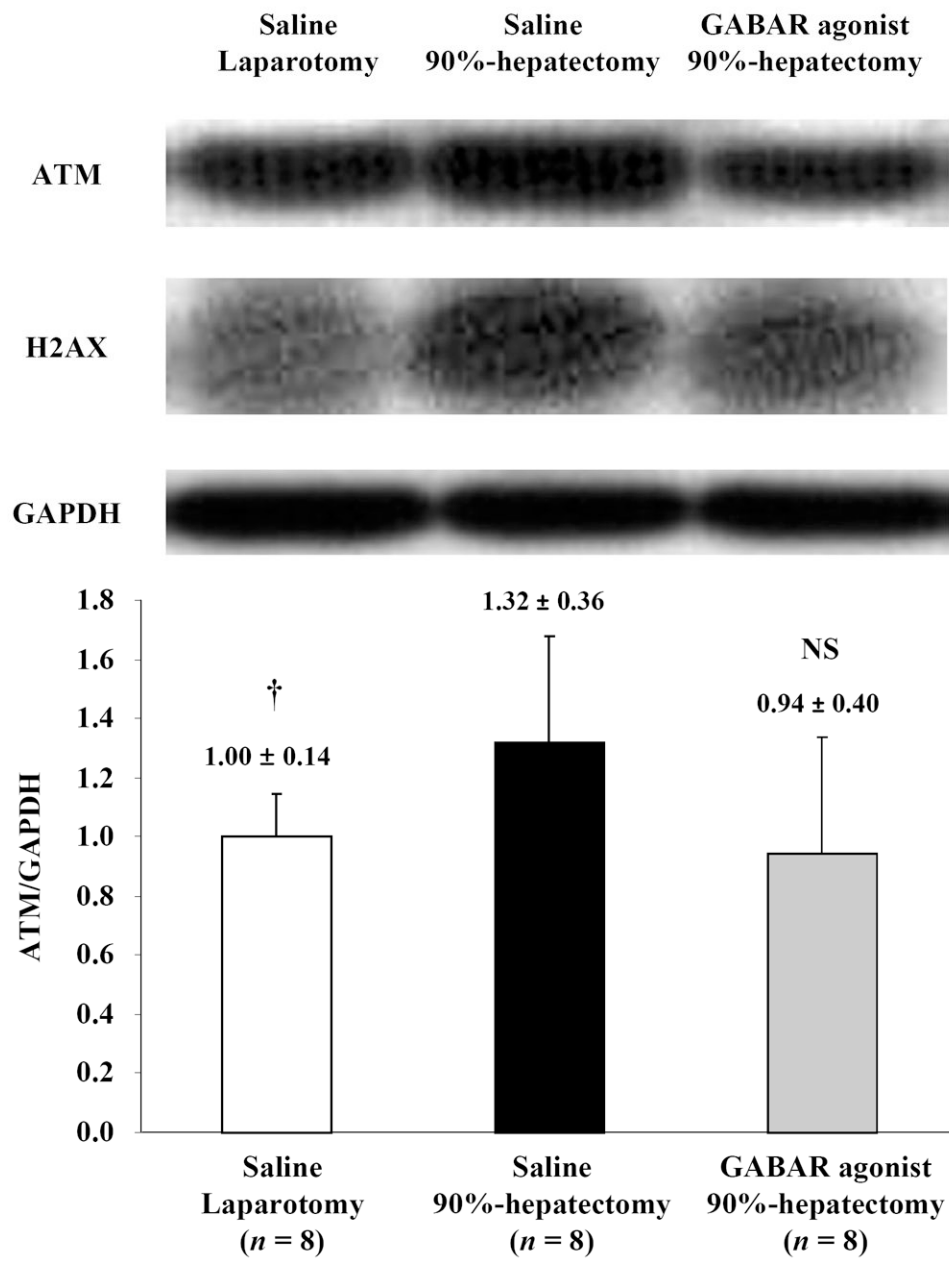 Saline
Laparotomy
Saline
90%-hepatectomy
GABAR agonist
90%-hepatectomy
ATM
H2AX
GAPDH
ATM/GAPDH
1.8
1.6
1.4
1.2
1.0
0.8
0.6
0.4
0.2
0.0
†
1.00 ± 0.14
1.32 ± 0.36
NS
0.94 ± 0.40
Saline
Laparotomy
(n = 8)
Saline
90%-hepatectomy
(n = 8)
GABAR agonist
90%-hepatectomy
(n = 8)